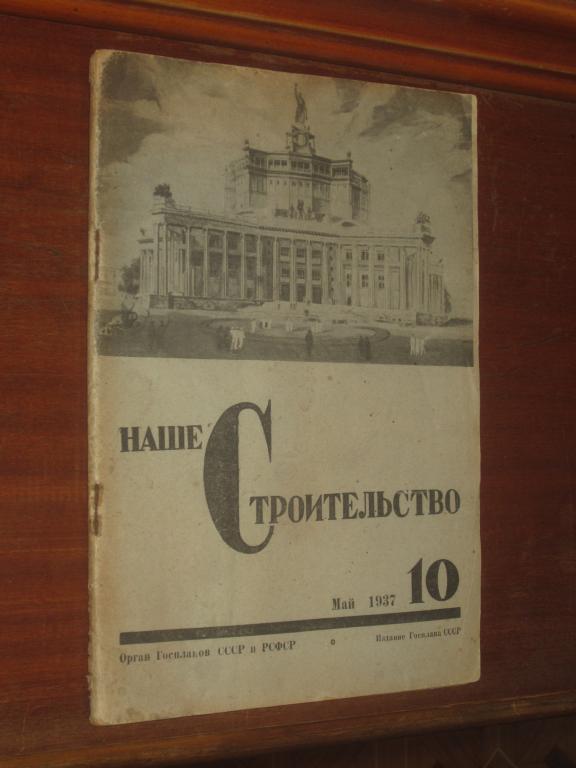 НАШЕ
СТРОИТЕЛЬСТВО
Май 1937 10
Орган Госпланов СССР и РСФСР
Издание Госплана СССР